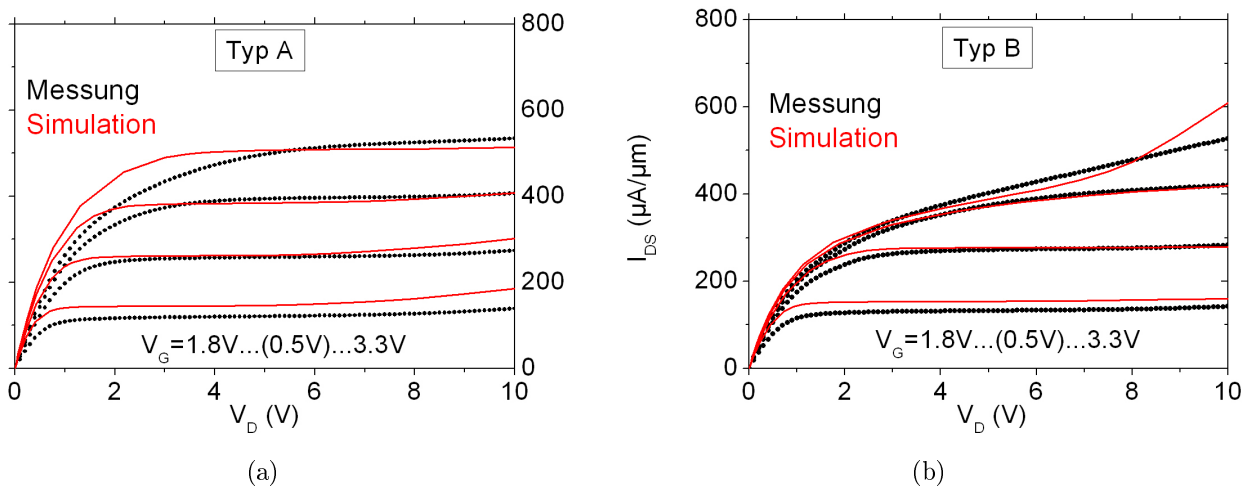 Typ A
Messung
Simulation
V_G=1.8V...(0.5V)...3.3V
800
600
400
200
0
0 2 4 6 8 10
V_D (V)
(a)
Typ B
Messung
Simulation
V_G=1.8V...(0.5V)...3.3V
I_DS (µA/µm)
800
600
400
200
0
0 2 4 6 8 10
V_D (V)
(b)